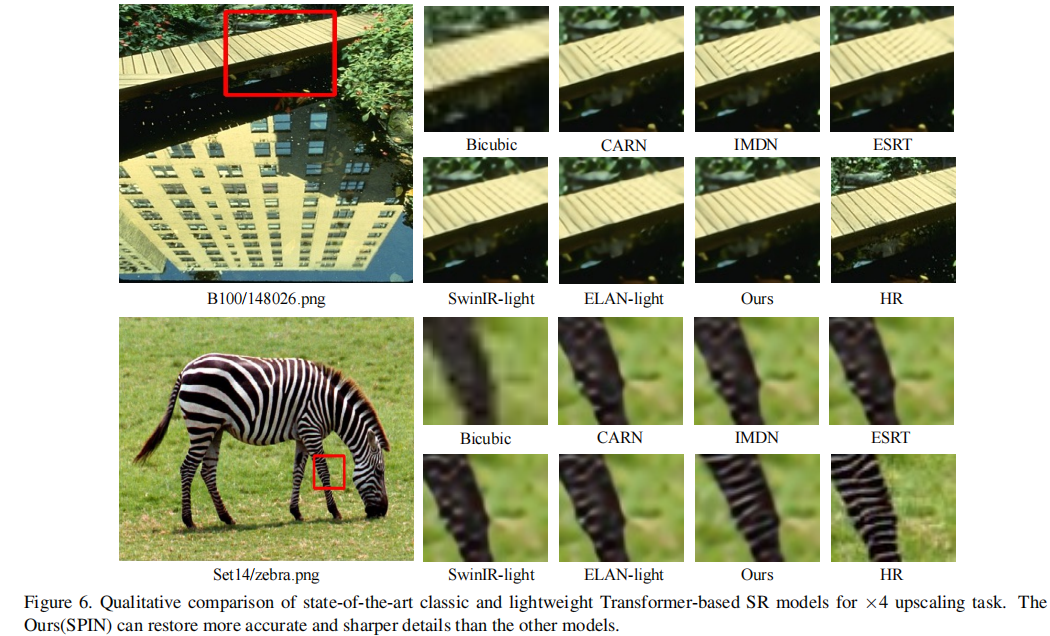 Bicubic CARN IMDN ESRT
SwinIR-light ELAN-light Ours HR
B100/148026.png
Bicubic CARN IMDN ESRT
SwinIR-light ELAN-light Ours HR
Set14/zebra.png
Figure 6. Qualitative comparison of state-of-the-art classic and lightweight Transformer-based SR models for ×4 upscaling task. The
Ours(SPIN) can restore more accurate and sharper details than the other models.